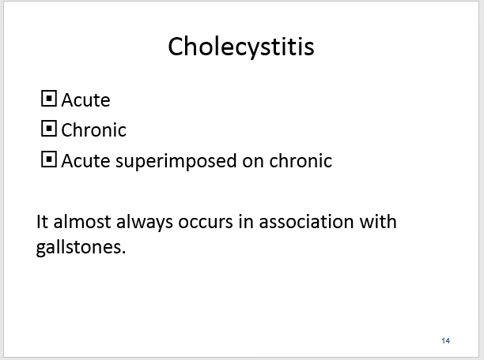 Cholecystitis
Acute
Chronic
Acute superimposed on chronic
It almost always occurs in association with
gallstones.
14